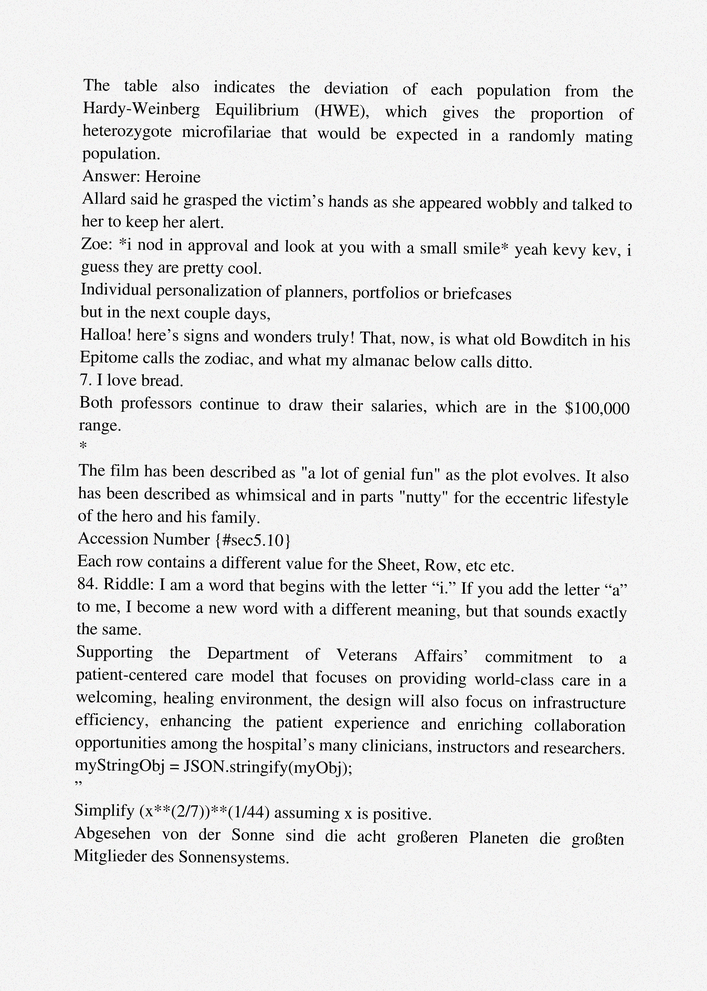 The table also indicates the deviation of each population from the
Hardy-Weinberg Equilibrium (HWE), which gives the proportion of
heterozygote microfilariae that would be expected in a randomly mating
population.
Answer: Heroine
Allard said he grasped the victim's hands as she appeared wobbly and talked to
her to keep her alert.
Zoe: *i nod in approval and look at you with a small smile* yeah kevy kev, i
guess they are pretty cool.
Individual personalization of planners, portfolios or briefcases
but in the next couple days,
Halloa! here's signs and wonders truly! That, now, is what old Bowditch in his
Epitome calls the zodiac, and what my almanac below calls ditto.
7. I love bread.
Both professors continue to draw their salaries, which are in the $100,000
range.
*
The film has been described as "a lot of genial fun" as the plot evolves. It also
has been described as whimsical and in parts "nutty" for the eccentric lifestyle
of the hero and his family.
Accession Number {#sec5.10}
Each row contains a different value for the Sheet, Row, etc etc.
84. Riddle: I am a word that begins with the letter “i.” If you add the letter “a”
to me, I become a new word with a different meaning, but that sounds exactly
the same.
Supporting the Department of Veterans Affairs' commitment to a
patient-centered care model that focuses on providing world-class care in a
welcoming, healing environment, the design will also focus on infrastructure
efficiency, enhancing the patient experience and enriching collaboration
opportunities among the hospital's many clinicians, instructors and researchers.
myStringObj = JSON.stringify(myObj);
”
Simplify (x**(2/7))**(1/44) assuming x is positive.
Abgesehen von der Sonne sind die acht großeren Planeten die großten
Mitglieder des Sonnensystems.